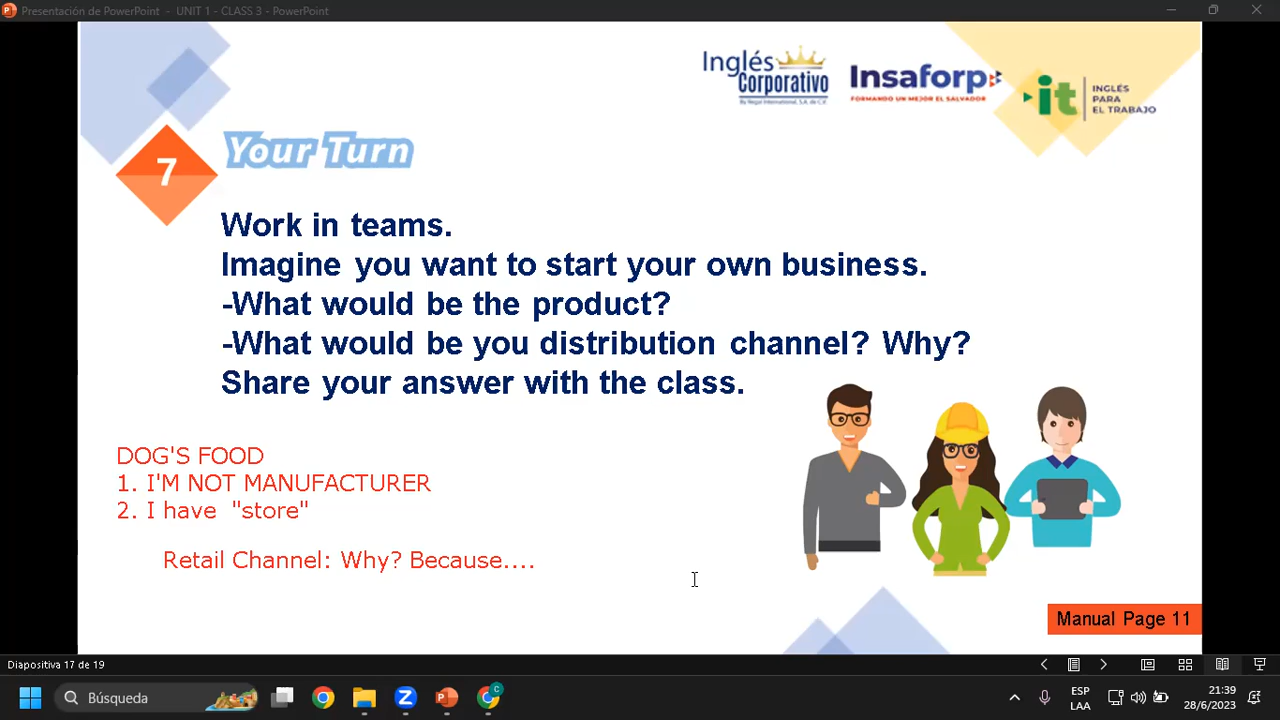 Presentación de PowerPoint - UNIT 1 - CLASS 3 - PowerPoint
Inglés
Corporativo
By Regal International, S.A. de C.V.
Insaforp
FORMANDO UN MEJOR EL SALVADOR
it
INGLÉS
PARA
EL TRABAJO
7
Your Turn
Work in teams.
Imagine you want to start your own business.
-What would be the product?
-What would be you distribution channel? Why?
Share your answer with the class.
DOG'S FOOD
1. I'M NOT MANUFACTURER
2. I have "store"
Retail Channel: Why? Because....
Manual Page 11
Diapositiva 17 de 19
Búsqueda
ESP
LAA
21:39
28/6/2023